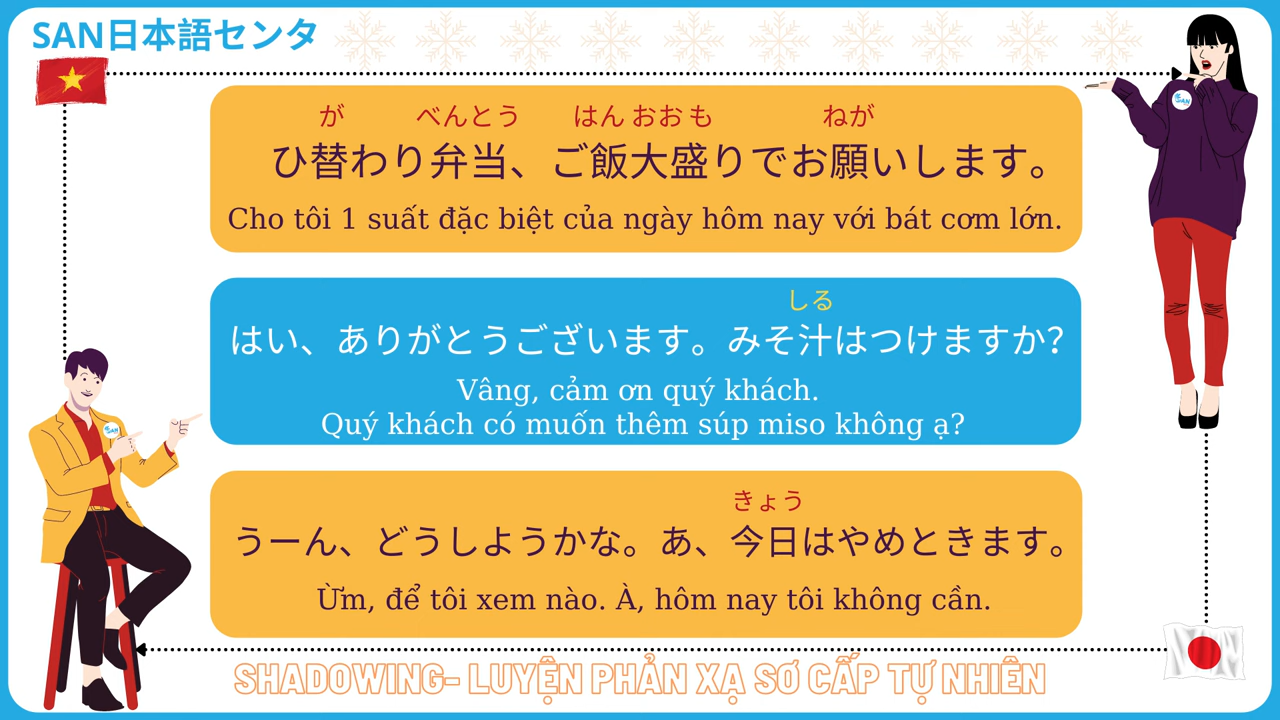 SAN日本語センタ
が べんとう はん おお も ねが
ひ替わり弁当、ご飯大盛りでお願いします。
Cho tôi 1 suất đặc biệt của ngày hôm nay với bát cơm lớn.
しる
はい、ありがとうございます。みそ汁はつけますか?
Vâng, cảm ơn quý khách.
Quý khách có muốn thêm súp miso không ạ?
きょう
うーん、どうしようかな。あ、今日はやめときます。
Ừm, để tôi xem nào. À, hôm nay tôi không cần.
SHADOWING- LUYỆN PHẢN XẠ SƠ CẤP TỰ NHIÊN
SAN
SAN